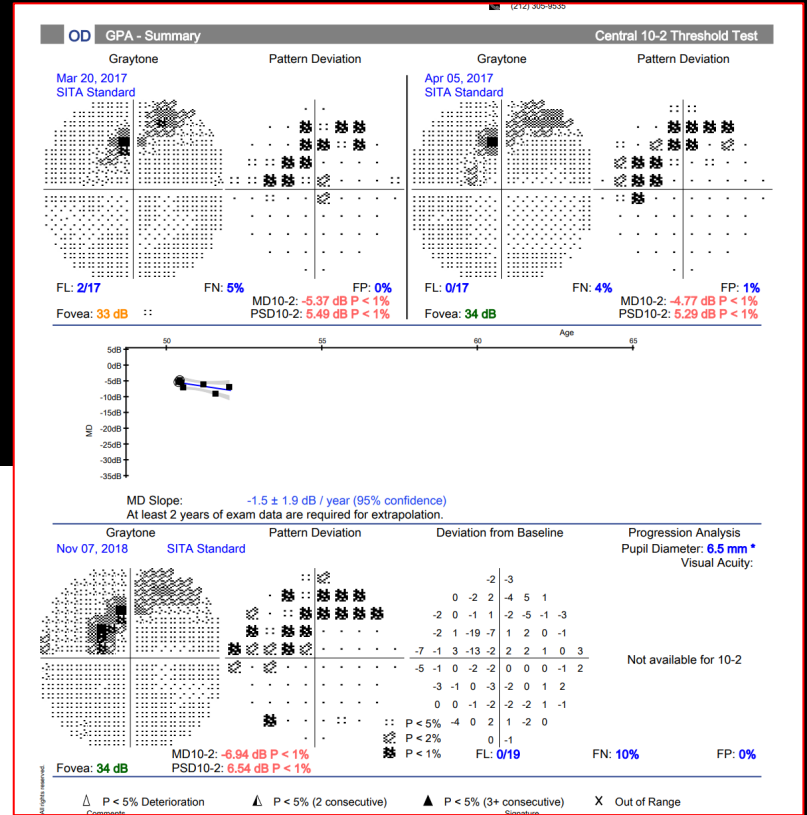 (212) 305-9535
OD GPA - Summary Central 10-2 Threshold Test
Graytone Pattern Deviation Graytone Pattern Deviation
Mar 20, 2017 Apr 05, 2017
SITA Standard SITA Standard
FL: 2/17 FN: 5% FP: 0% FL: 0/17 FN: 4% FP: 1%
MD10-2: -5.37 dB P < 1% MD10-2: -4.77 dB P < 1%
Fovea: 33 dB PSD10-2: 5.49 dB P < 1% Fovea: 34 dB PSD10-2: 5.29 dB P < 1%
Age
50 55 60 65
5dB
0dB
-5dB
-10dB
-15dB
-20dB
-25dB
-30dB
-35dB
MD
MD Slope: -1.5 ± 1.9 dB / year (95% confidence)
At least 2 years of exam data are required for extrapolation.
Graytone Pattern Deviation Deviation from Baseline Progression Analysis
Nov 07, 2018 SITA Standard Pupil Diameter: 6.5 mm *
Visual Acuity:
-2 -3
0 -2 2 -4 5 1
-2 0 -1 1 -2 -5 -1 -3
-2 1 -19 -7 1 2 0 -1
-7 -1 3 -13 -2 2 2 1 0 3
Not available for 10-2
-5 -1 0 -2 -2 0 0 0 -1 2
-3 -1 0 -3 -2 0 1 2
0 0 -1 -2 -2 -2 1 -1
P < 5% -4 0 2 1 -2 0
P < 2% 0 -1
MD10-2: -6.94 dB P < 1% P < 1% FL: 0/19 FN: 10% FP: 0%
Fovea: 34 dB PSD10-2: 6.54 dB P < 1%
All rights reserved.
P < 5% Deterioration P < 5% (2 consecutive) P < 5% (3+ consecutive) X Out of Range
Comments Signature